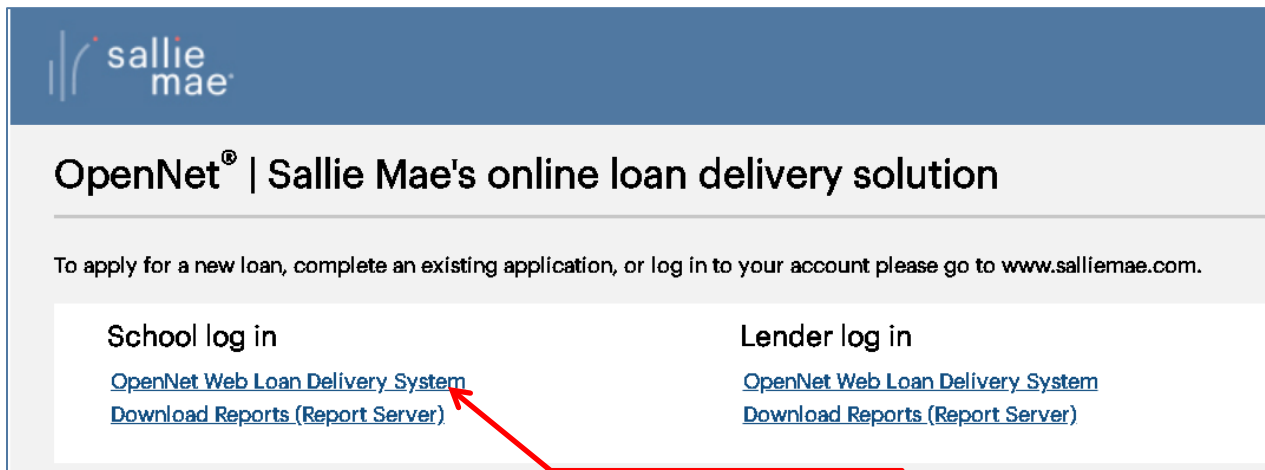 sallie
mae®
OpenNet® | Sallie Mae's online loan delivery solution
To apply for a new loan, complete an existing application, or log in to your account please go to www.salliemae.com.
School log in
OpenNet Web Loan Delivery System
Download Reports (Report Server)
Lender log in
OpenNet Web Loan Delivery System
Download Reports (Report Server)